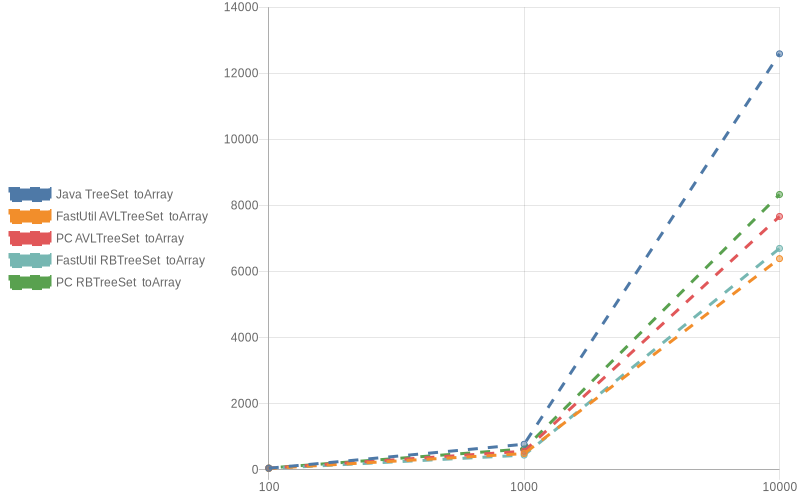 14000
12000
10000
8000
6000
4000
2000
0
Java TreeSet toArray
FastUtil AVLTreeSet toArray
PC AVLTreeSet toArray
FastUtil RBTreeSet toArray
PC RBTreeSet toArray
100
1000
10000